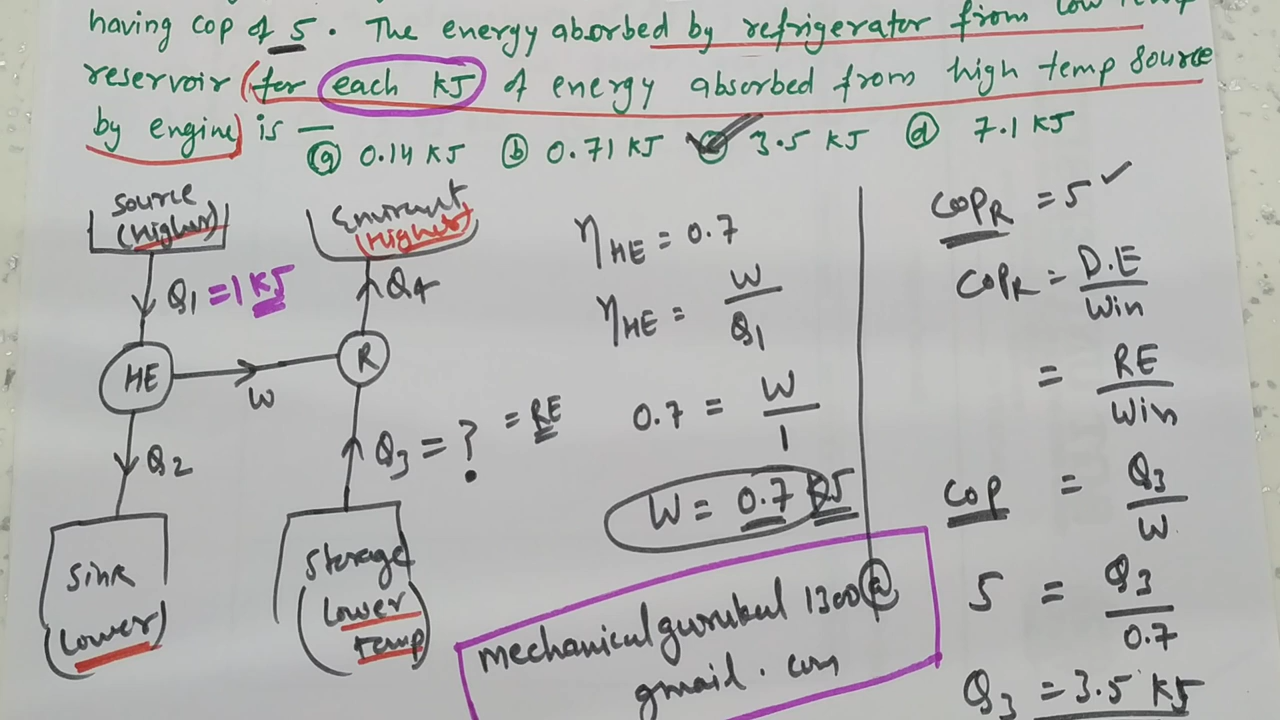 having cop of 5. The energy aborbed by refrigerator from low temp
reservoir (for each KJ of energy absorbed from high temp source
by engine) is —
ⓐ 0.14 KJ ⓑ 0.71 KJ ⓒ 3.5 KJ ⓓ 7.1 KJ
Source
(Higher)
Q1 = 1 KJ
HE
W
Q2
Sink
(Lower)
(Higher)
Q4
R
Q3 = ? = RE
Storage
(Lower
temp)
ηHE = 0.7
ηHE = W/Q1
0.7 = W/1
W = 0.7 KJ
COPR = 5 ✓
COPR = D.E/Win
= RE/Win
COP = Q3/W
5 = Q3/0.7
Q3 = 3.5 KJ
mechanicalgurukul1300@
gmail.com